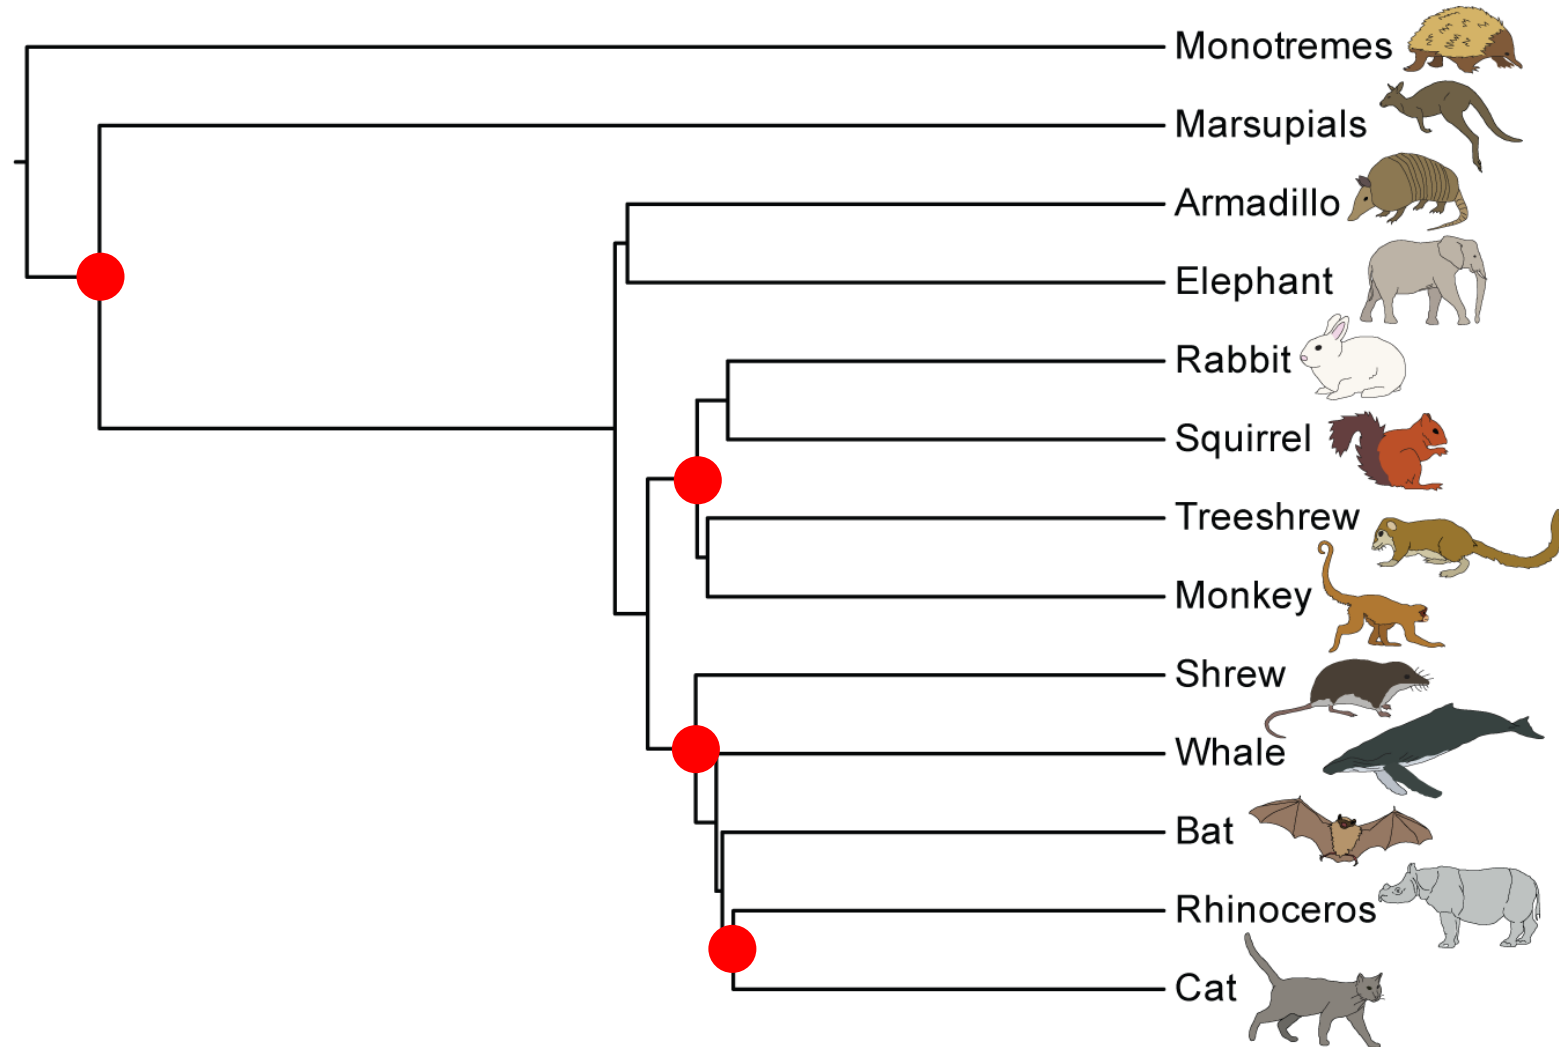 Monotremes
Marsupials
Armadillo
Elephant
Rabbit
Squirrel
Treeshrew
Monkey
Shrew
Whale
Bat
Rhinoceros
Cat